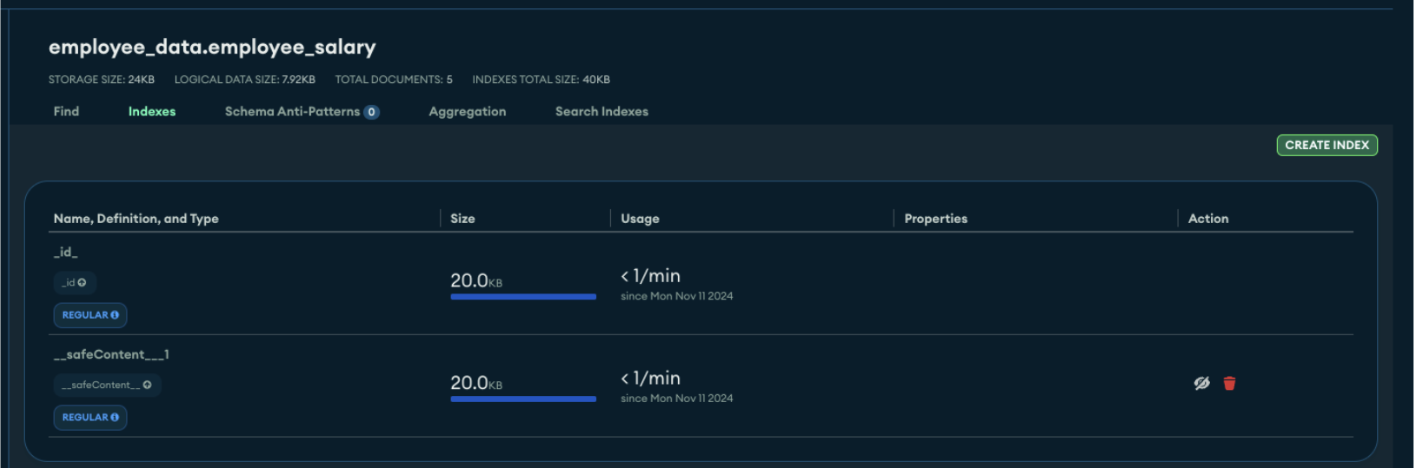 employee_data.employee_salary
STORAGE SIZE: 24KB LOGICAL DATA SIZE: 7.92KB TOTAL DOCUMENTS: 5 INDEXES TOTAL SIZE: 40KB
Find Indexes Schema Anti-Patterns 0 Aggregation Search Indexes
CREATE INDEX
Name, Definition, and Type Size Usage Properties Action
_id_
_id
REGULAR
20.0KB
< 1/min
since Mon Nov 11 2024
__safeContent___1
__safeContent__
REGULAR
20.0KB
< 1/min
since Mon Nov 11 2024